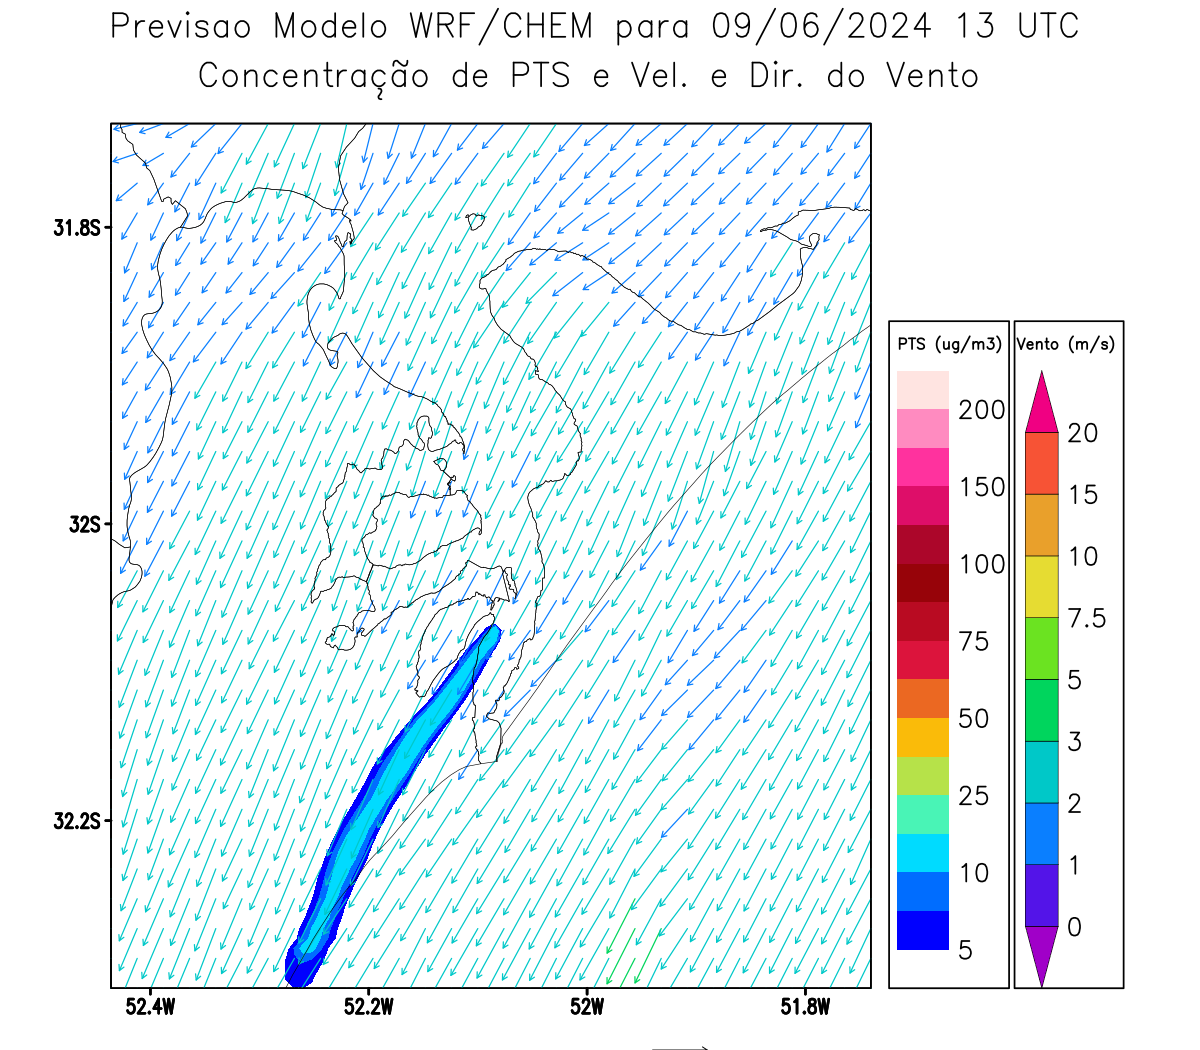 Previsao Modelo WRF/CHEM para 09/06/2024 13 UTC
Concentração de PTS e Vel. e Dir. do Vento
31.8S
32S
32.2S
52.4W
52.2W
52W
51.8W
PTS (ug/m3)
200
150
100
75
50
25
10
5
Vento (m/s)
20
15
10
7.5
5
3
2
1
0